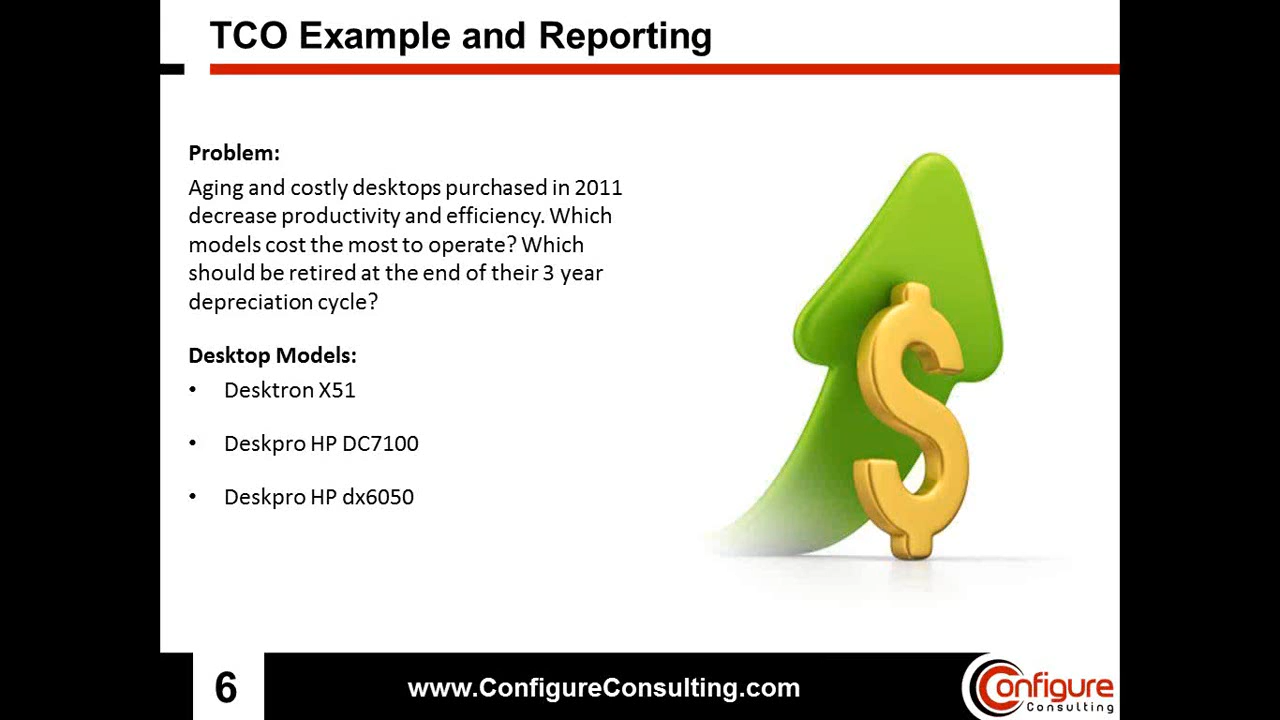 TCO Example and Reporting
Problem:
Aging and costly desktops purchased in 2011
decrease productivity and efficiency. Which
models cost the most to operate? Which
should be retired at the end of their 3 year
depreciation cycle?
Desktop Models:
• Desktron X51
• Deskpro HP DC7100
• Deskpro HP dx6050
6
www.ConfigureConsulting.com
Configure
Consulting